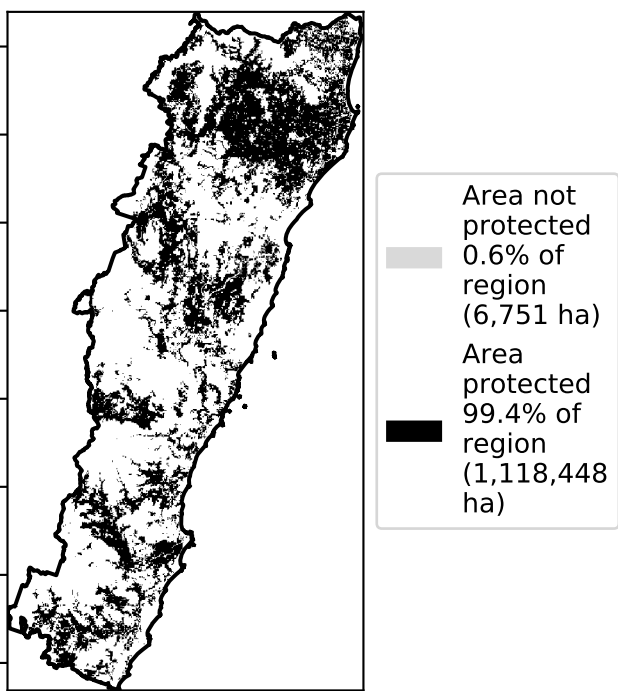 Area not
protected
0.6% of
region
(6,751 ha)
Area
protected
99.4% of
region
(1,118,448
ha)